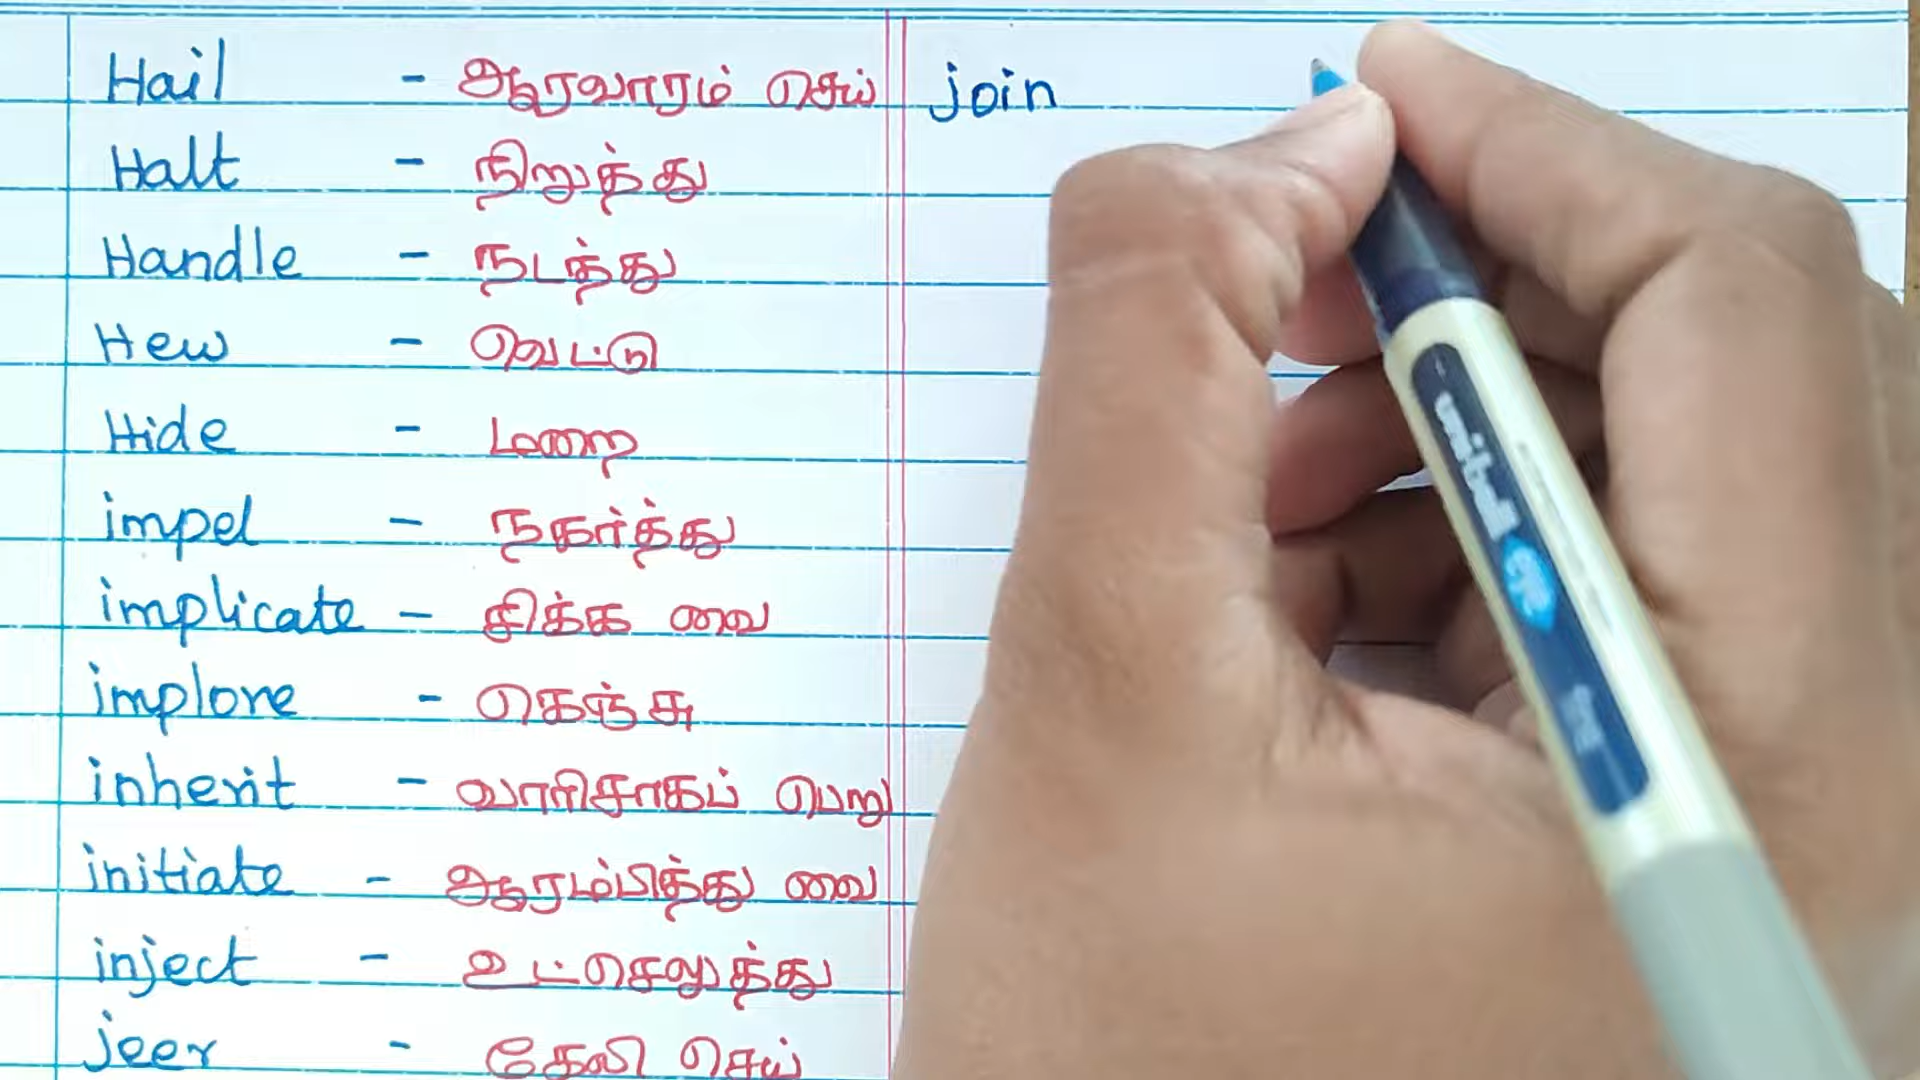 Hail - ஆரவாரம் செய்
Halt - நிறுத்து
Handle - நடத்து
Hew - வெட்டு
Hide - மறை
impel - நகர்த்து
implicate - சிக்க வை
implore - கெஞ்சு
inherit - வாரிசாகப் பெறு
initiate - ஆரம்பித்து வை
inject - உட்செலுத்து
jeer - கேலி செய்
join
uniball